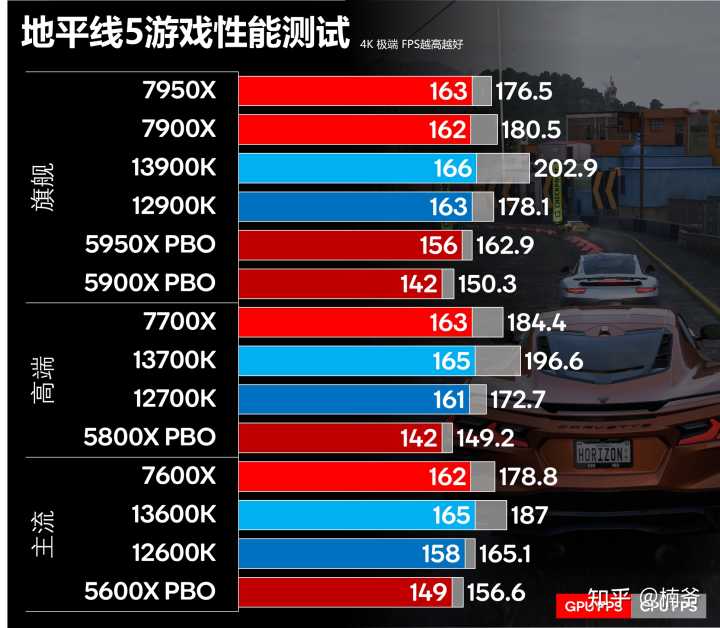 地平线5游戏性能测试 4K 极端 FPS越高越好
旗舰
7950X 163 176.5
7900X 162 180.5
13900K 166 202.9
12900K 163 178.1
5950X PBO 156 162.9
5900X PBO 142 150.3
高端
7700X 163 184.4
13700K 165 196.6
12700K 161 172.7
5800X PBO 142 149.2
主流
7600X 162 178.8
13600K 165 187
12600K 158 165.1
5600X PBO 149 156.6
CORVETTE
HORIZON
GPU FPS CPU FPS
知乎 @楠爷